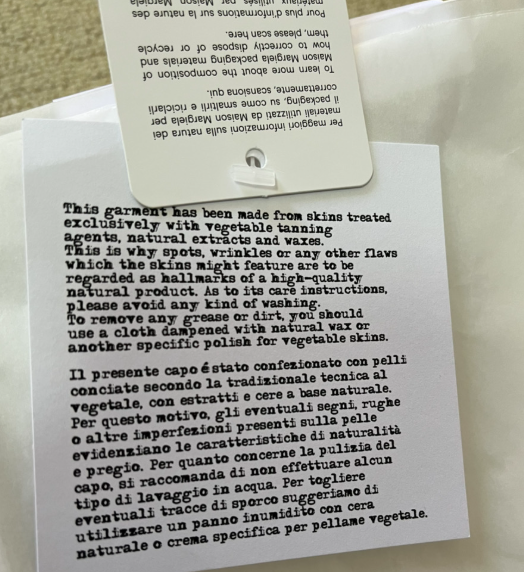 Per maggiori informazioni sulla natura dei
materiali utilizzati da Maison Margiela per
il packaging, su come smaltirli e riciclarli
correttamente, scansiona qui.
To learn more about the composition of
Maison Margiela packaging materials and
how to correctly dispose of or recycle
them, please scan here.
Pour plus d'informations sur la nature des
matériaux utilisés par Maison Margiela
This garment has been made from skins treated
exclusively with vegetable tanning
agents, natural extracts and waxes.
This is why spots, wrinkles or any other flaws
which the skins might feature are to be
regarded as hallmarks of a high-quality
natural product. As to its care instructions,
please avoid any kind of washing.
To remove any grease or dirt, you should
use a cloth dampened with natural wax or
another specific polish for vegetable skins.
Il presente capo é stato confezionato con pelli
conciate secondo la tradizionale tecnica al
vegetale, con estratti e cere a base naturale.
Per questo motivo, gli eventuali segni, rughe
o altre imperfezioni presenti sulla pelle
evidenziano le caratteristiche di naturalità
e pregio. Per quanto concerne la pulizia del
capo, si raccomanda di non effettuare alcun
tipo di lavaggio in acqua. Per togliere
eventuali tracce di sporco suggeriamo di
utilizzare un panno inumidito con cera
naturale o crema specifica per pellame vegetale.